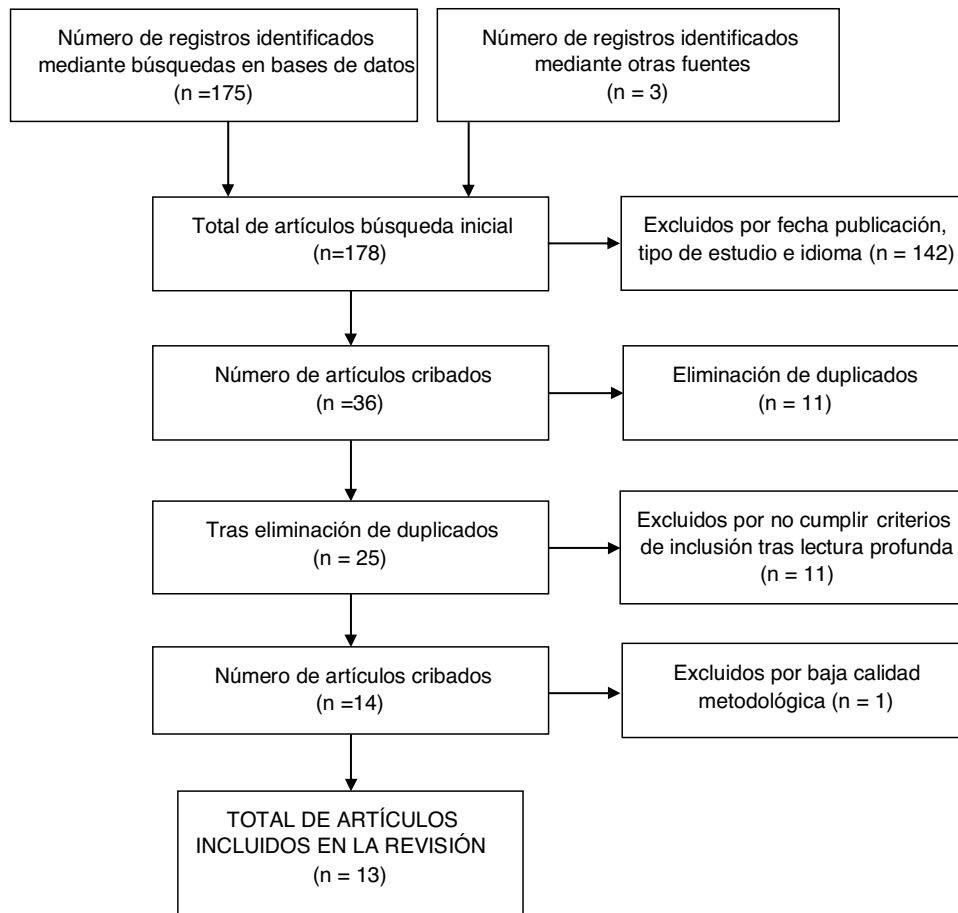 Número de registros identificados
mediante búsquedas en bases de datos
(n =175)
Número de registros identificados
mediante otras fuentes
(n = 3)
Total de artículos búsqueda inicial
(n=178)
Excluidos por fecha publicación,
tipo de estudio e idioma (n = 142)
Número de artículos cribados
(n =36)
Eliminación de duplicados
(n = 11)
Tras eliminación de duplicados
(n = 25)
Excluidos por no cumplir criterios
de inclusión tras lectura profunda
(n = 11)
Número de artículos cribados
(n =14)
Excluidos por baja calidad
metodológica (n = 1)
TOTAL DE ARTÍCULOS
INCLUIDOS EN LA REVISIÓN
(n = 13)